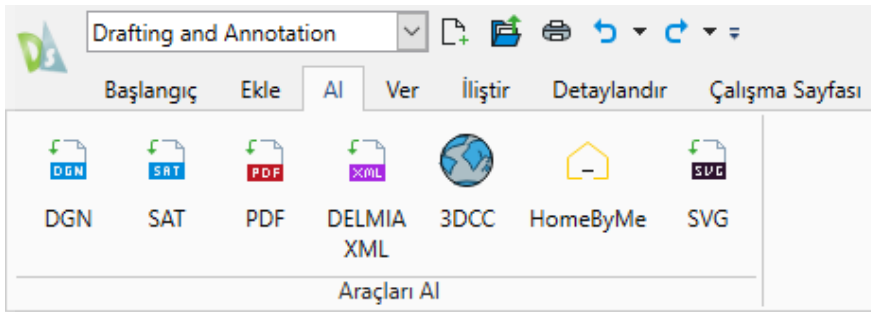 Drafting and Annotation
Başlangıç Ekle Al Ver İliştir Detaylandır Çalışma Sayfası
DGN SAT PDF XML SVG
DGN SAT PDF DELMIA XML 3DCC HomeByMe SVG
Araçları Al